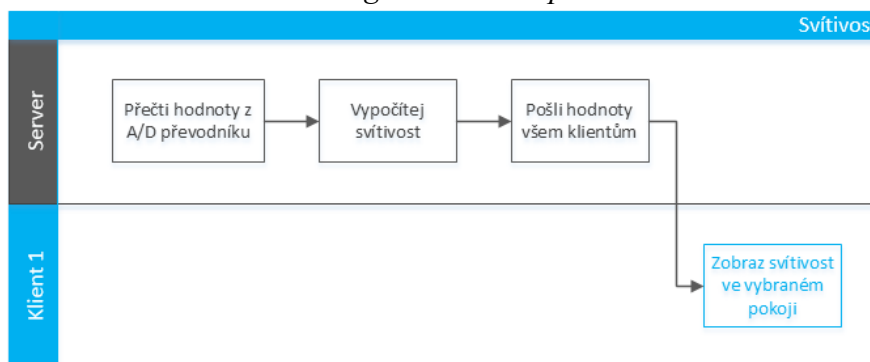 Svítivos
Server
Přečti hodnoty z
A/D převodníku
Vypočítej
svítivost
Pošli hodnoty
všem klientům
Klient 1
Zobraz svítivost
ve vybraném
pokoji